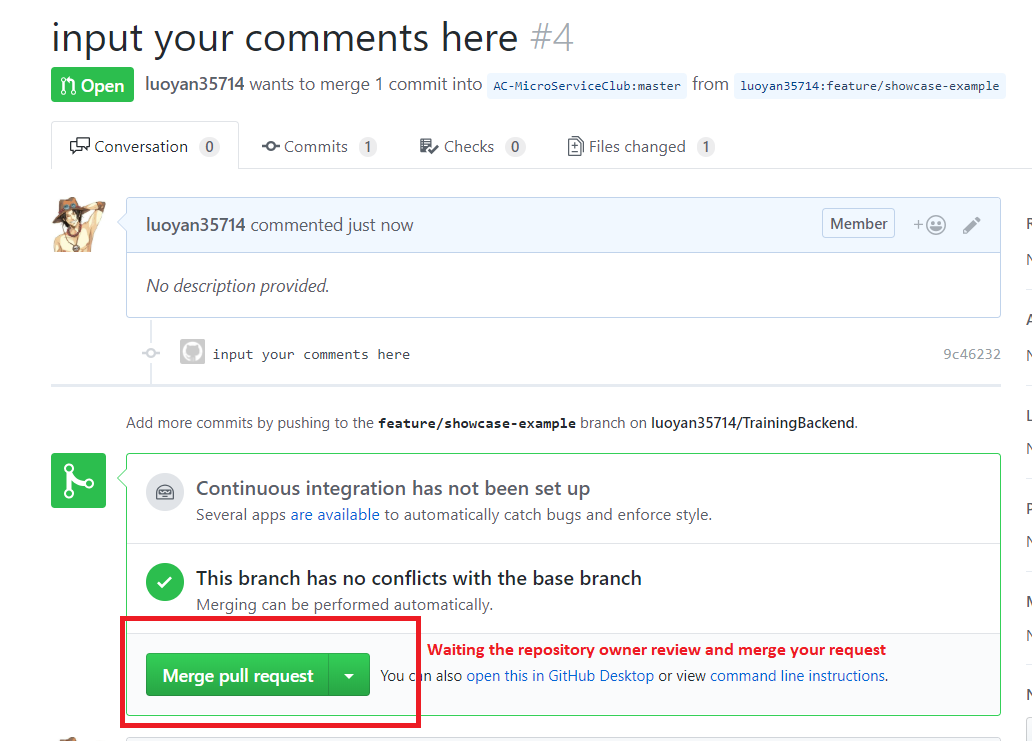 input your comments here #4
Open luoyan35714 wants to merge 1 commit into AC-MicroServiceClub:master from luoyan35714:feature/showcase-example
Conversation 0 Commits 1 Checks 0 Files changed 1
luoyan35714 commented just now Member +
No description provided.
input your comments here 9c46232
Add more commits by pushing to the feature/showcase-example branch on luoyan35714/TrainingBackend.
Continuous integration has not been set up
Several apps are available to automatically catch bugs and enforce style.
This branch has no conflicts with the base branch
Merging can be performed automatically.
Waiting the repository owner review and merge your request
Merge pull request You can also open this in GitHub Desktop or view command line instructions.